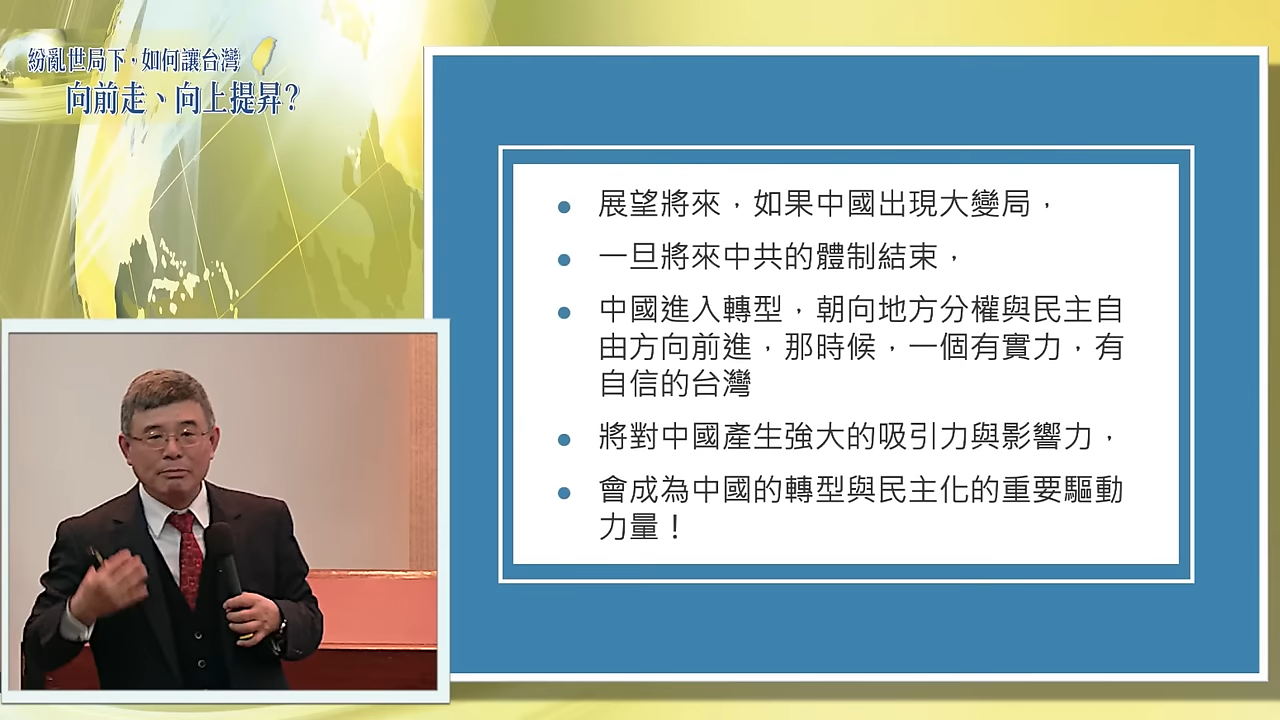 紛亂世局下，如何讓台灣
向前走、向上提昇？
展望將來，如果中國出現大變局，
一旦將來中共的體制結束，
中國進入轉型，朝向地方分權與民主自
由方向前進，那時候，一個有實力，有
自信的台灣
將對中國產生強大的吸引力與影響力，
會成為中國的轉型與民主化的重要驅動
力量！